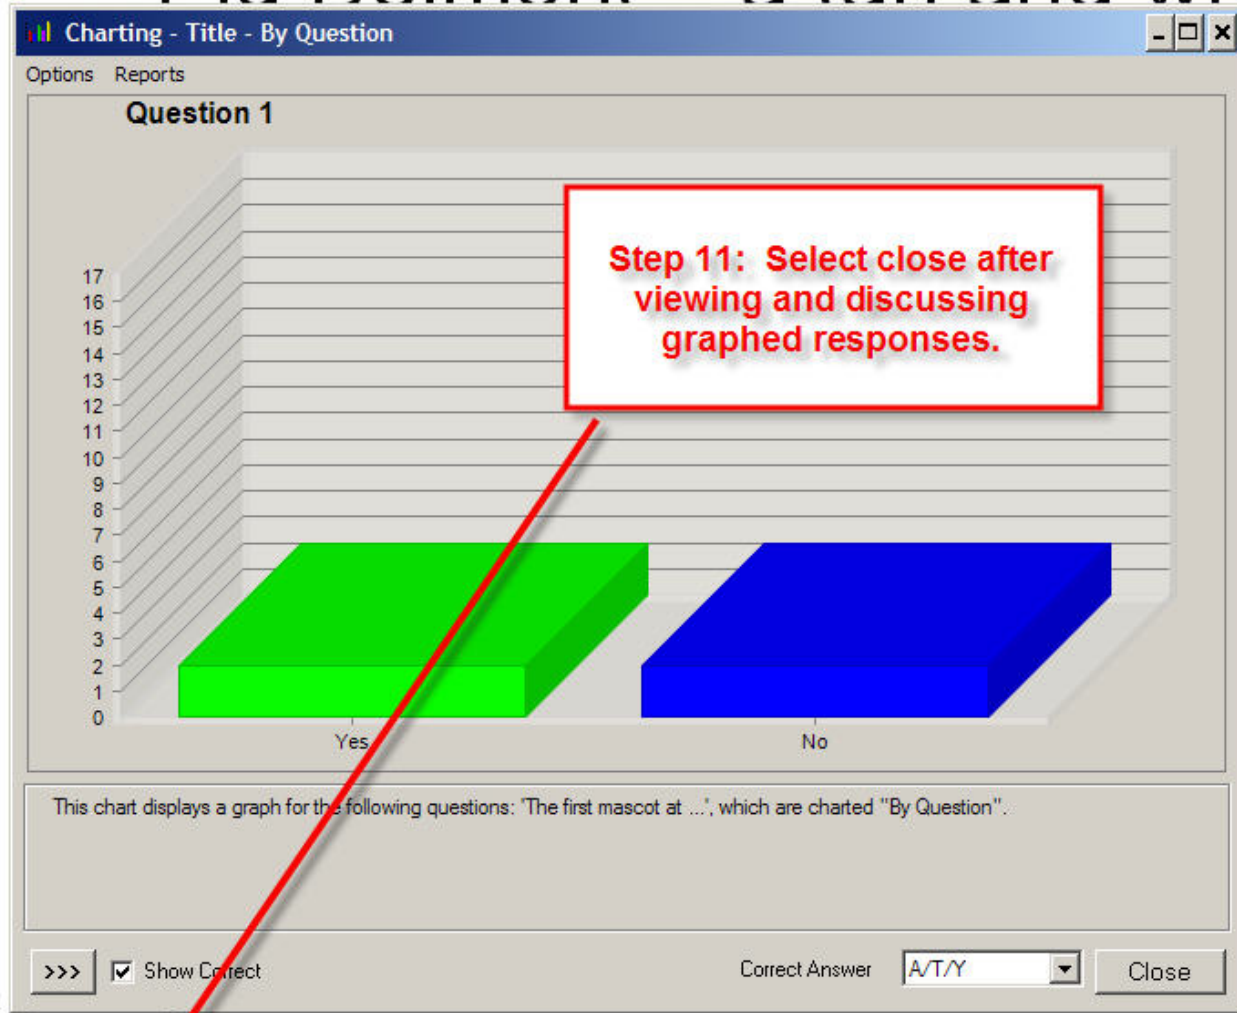 Charting - Title - By Question
Options Reports
Question 1
Step 11: Select close after
viewing and discussing
graphed responses.
17
16
15
14
13
12
11
10
9
8
7
6
5
4
3
2
1
0
Yes No
This chart displays a graph for the following questions: 'The first mascot at ...', which are charted "By Question".
>>> Show Correct Correct Answer A/T/Y Close